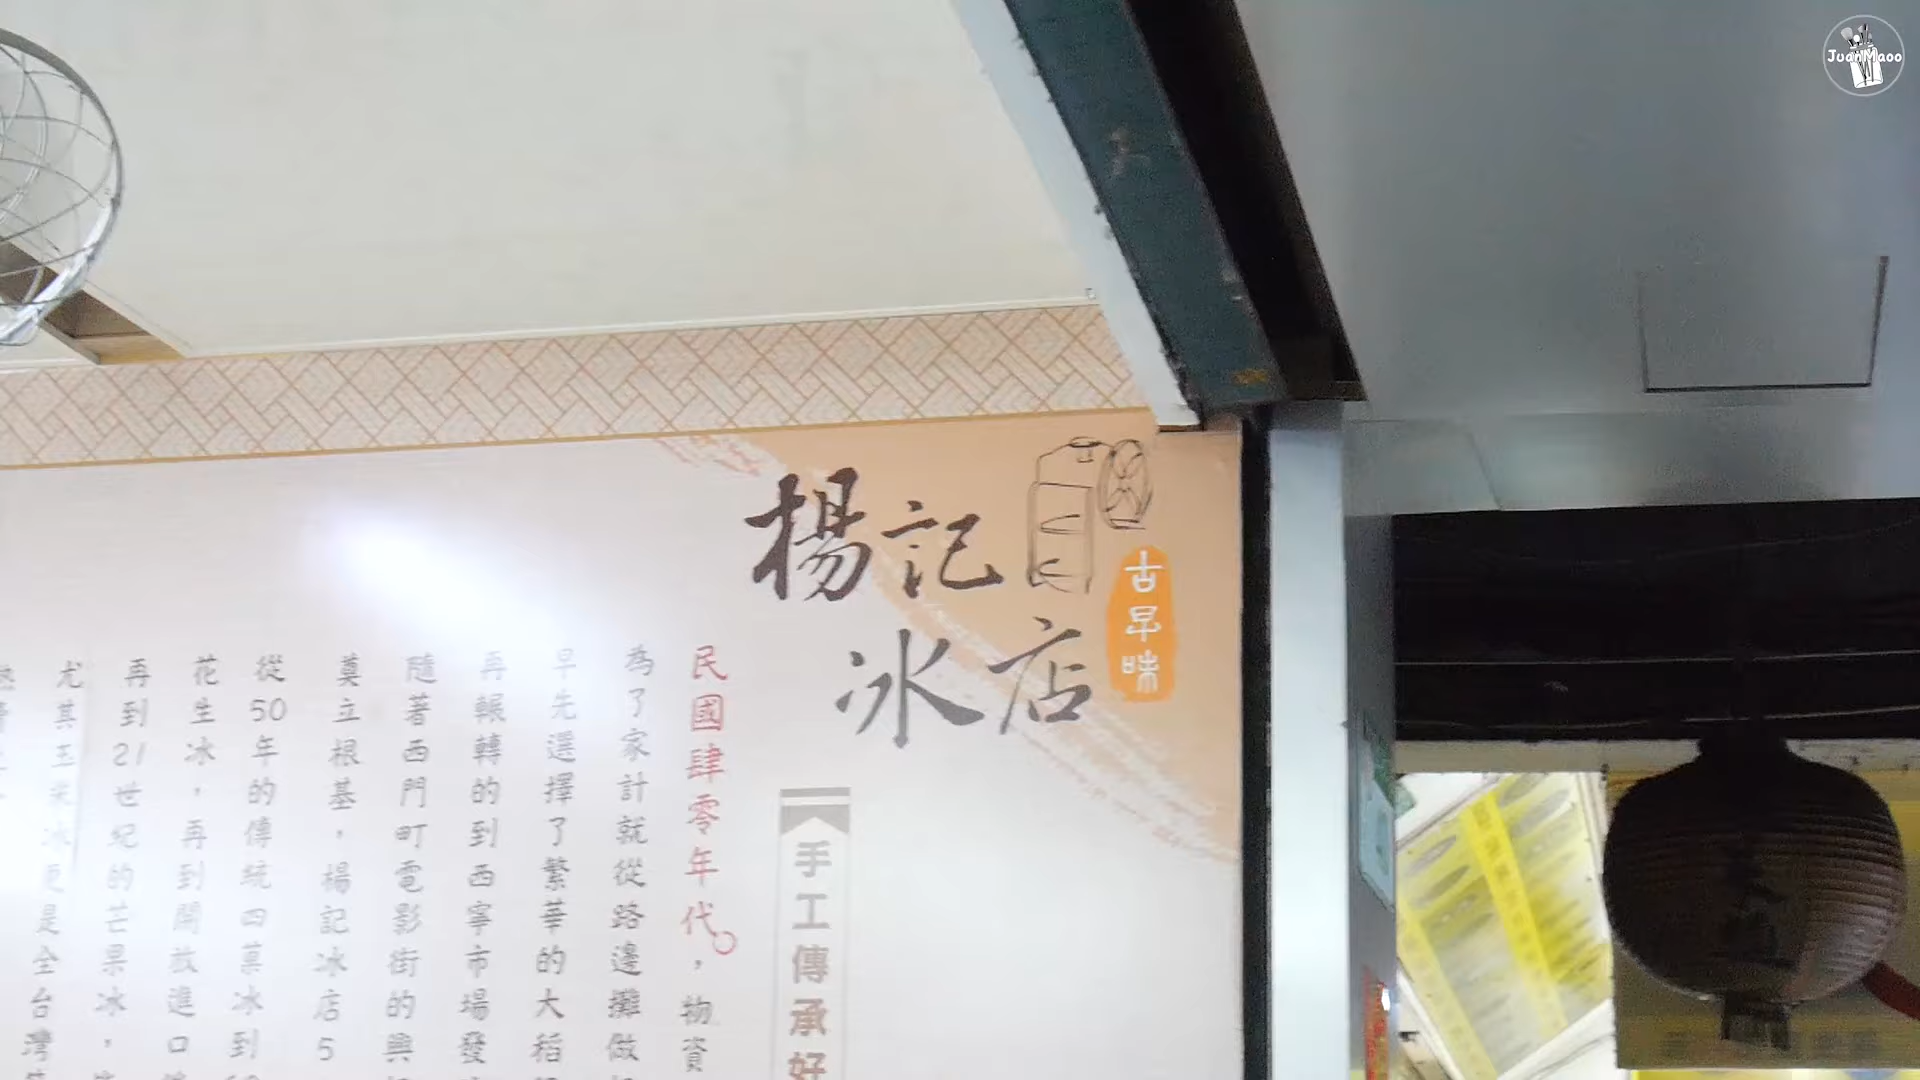 JuanMaoo
楊記
冰店
古早味
手工傳承好
民國肆零年代，物資
為了家計就從路邊攤做
早先選擇了繁華的大稻
再輾轉的到西寧市場發
隨著西門町電影街的興
奠立根基，楊記冰店5
從50年的傳統四菓冰到
花生冰，再到開放進口
再到21世紀的芒果冰，
尤其玉米冰更是全台灣